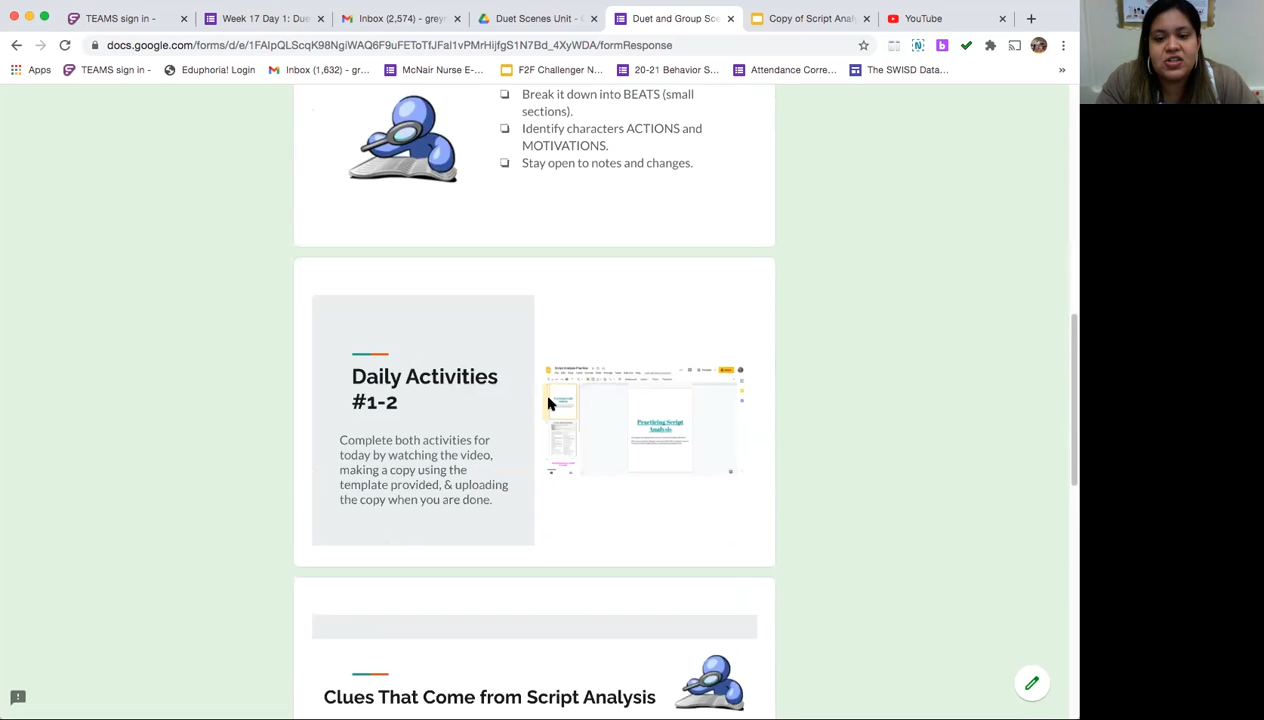 TEAMS sign in -
Week 17 Day 1: Due
Inbox (2,574) – grey
Duet Scenes Unit - G
Duet and Group Sce
Copy of Script Anal
YouTube
docs.google.com/forms/d/e/1FAIpQLScqK98NgiWAQ6F9uFEToTfJFal1vPMrHijfgS1N7Bd_4XyWDA/formResponse
Apps
TEAMS sign in -
Eduphoria! Login
Inbox (1,632) - gr...
McNair Nurse E-...
F2F Challenger N...
20-21 Behavior S...
Attendance Corre...
The SWISD Data...
Break it down into BEATS (small
sections).
Identify characters ACTIONS and
MOTIVATIONS.
Stay open to notes and changes.
Daily Activities
#1-2
Complete both activities for
today by watching the video,
making a copy using the
template provided, & uploading
the copy when you are done.
Practicing Script
Analysis
Clues That Come from Script Analysis